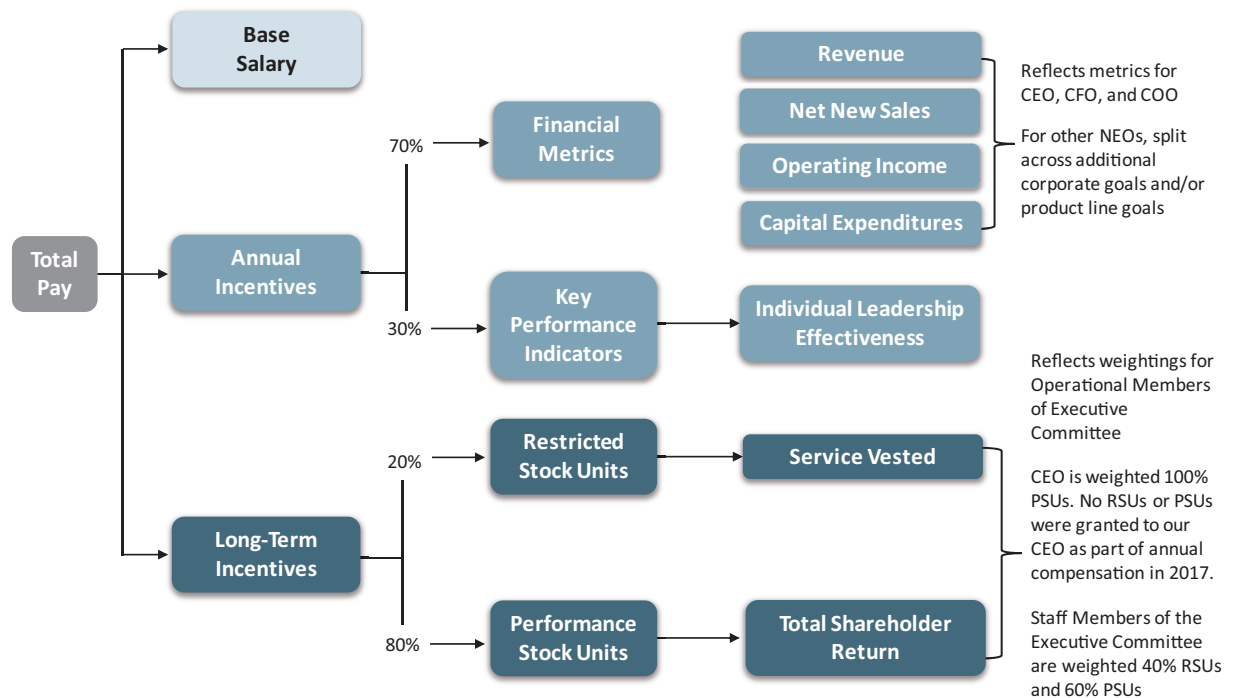 Total
Pay
Base
Salary
Annual
Incentives
70%
Financial
Metrics
Revenue
Net New Sales
Operating Income
Capital Expenditures
Reflects metrics for
CEO, CFO, and COO
For other NEOs, split
across additional
corporate goals and/or
product line goals
30%
Key
Performance
Indicators
Individual Leadership
Effectiveness
Long-Term
Incentives
20%
Restricted
Stock Units
Service Vested
80%
Performance
Stock Units
Total Shareholder
Return
Reflects weightings for
Operational Members
of Executive
Committee
CEO is weighted 100%
PSUs. No RSUs or PSUs
were granted to our
CEO as part of annual
compensation in 2017.
Staff Members of the
Executive Committee
are weighted 40% RSUs
and 60% PSUs